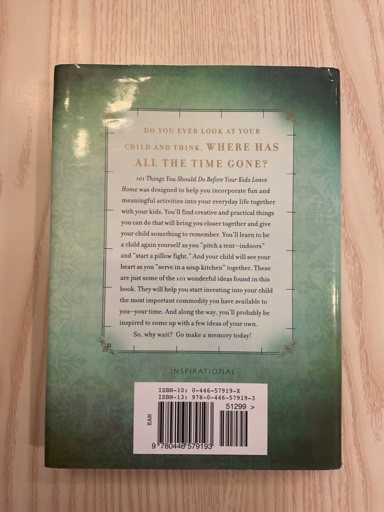 DO YOU EVER LOOK AT YOUR
CHILD AND THINK, WHERE HAS
ALL THE TIME GONE?
101 Things You Should Do Before Your Kids Leave
Home was designed to help you incorporate fun and
meaningful activities into your everyday life together
with your kids. You'll find creative and practical things
you can do that will bring you closer together and give
your child something to remember. You'll learn to be
a child again yourself as you "pitch a tent—indoors"
and "start a pillow fight." And your child will see your
heart as you "serve in a soup kitchen" together. These
are just some of the 101 wonderful ideas found in this
book. They will help you start investing into your child
the most important commodity you have available to
you—your time. And along the way, you'll probably be
inspired to come up with a few ideas of your own.
So, why wait? Go make a memory today!
INSPIRATIONAL
ISBN-10: 0-446-57919-X
ISBN-13: 978-0-446-57919-3
51299 >
EAN
9 780446 579193